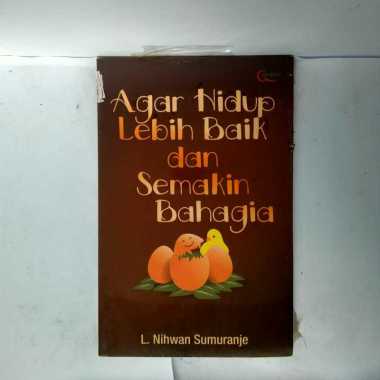 Agar Hidup
Lebih Baik
dan
Semakin
Bahagia
L. Nihwan Sumuranje